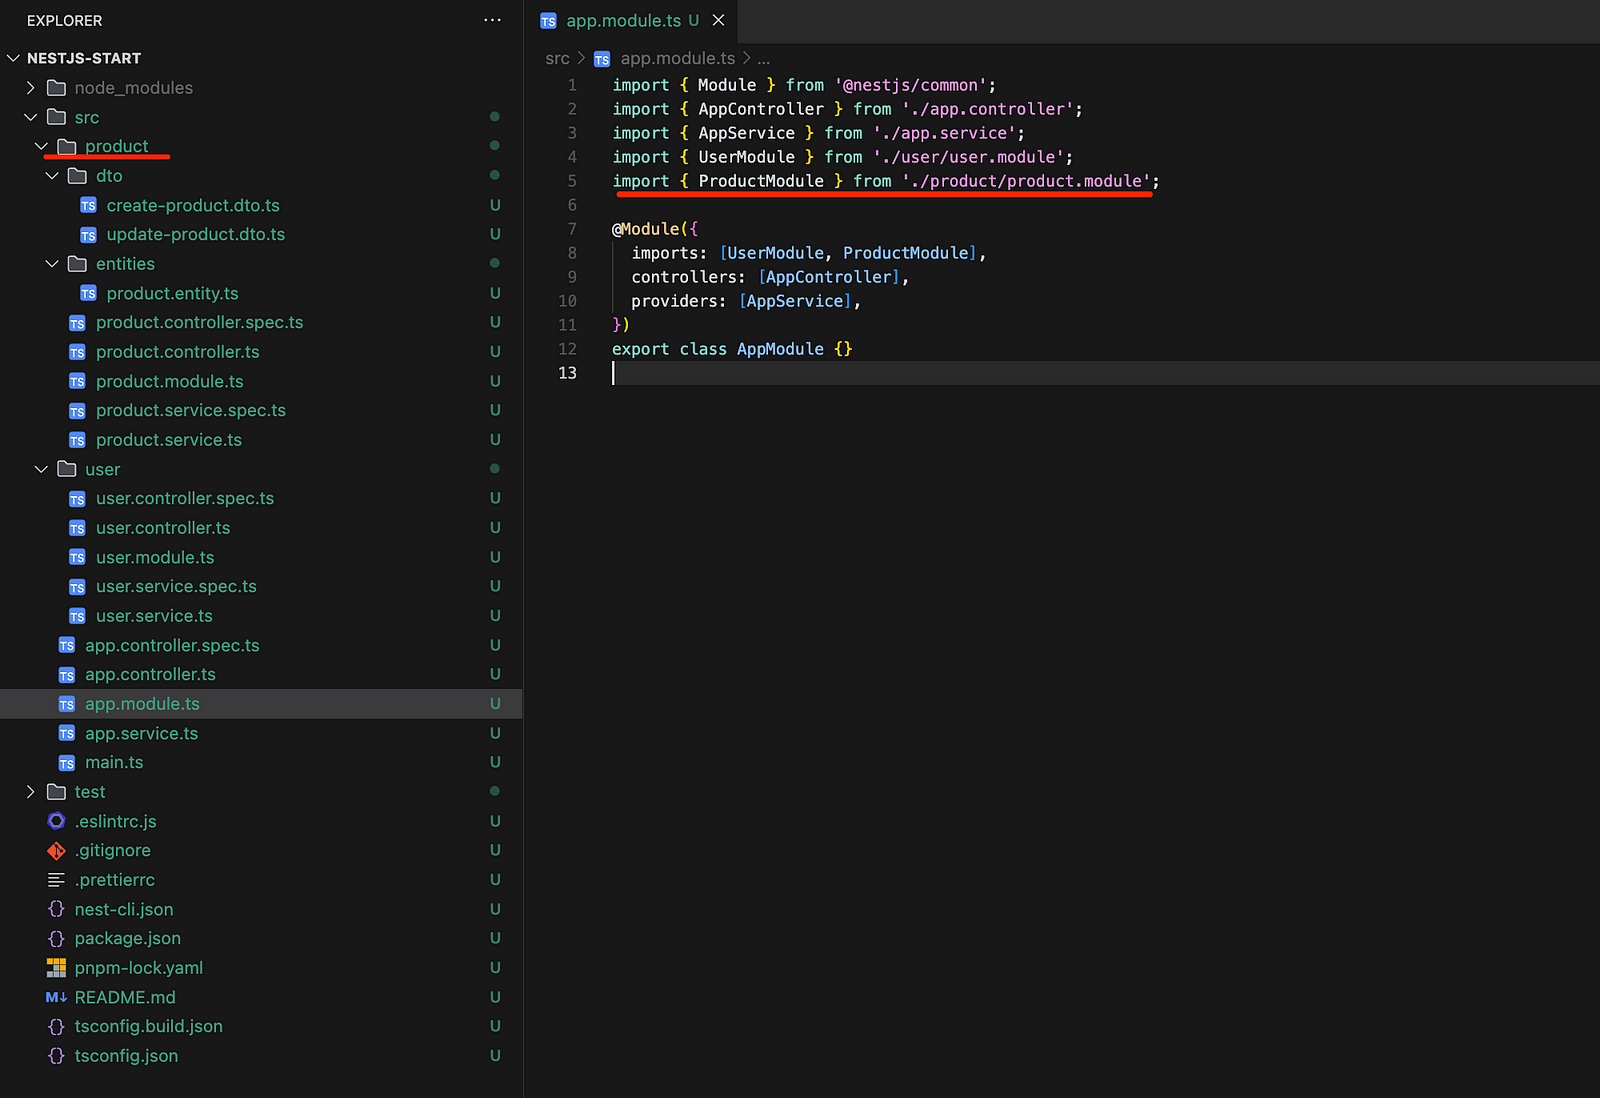 EXPLORER
...
NESTJS-START
node_modules
src
product
dto
TS create-product.dto.ts U
TS update-product.dto.ts U
entities
TS product.entity.ts U
TS product.controller.spec.ts U
TS product.controller.ts U
TS product.module.ts U
TS product.service.spec.ts U
TS product.service.ts U
user
TS user.controller.spec.ts U
TS user.controller.ts U
TS user.module.ts U
TS user.service.spec.ts U
TS user.service.ts U
TS app.controller.spec.ts U
TS app.controller.ts U
TS app.module.ts U
TS app.service.ts U
TS main.ts U
test
.eslintrc.js U
.gitignore U
.prettierrc U
{} nest-cli.json U
{} package.json U
pnpm-lock.yaml U
M↓ README.md U
{} tsconfig.build.json U
{} tsconfig.json U
TS app.module.ts U ×
src > TS app.module.ts > ...
1 import { Module } from '@nestjs/common';
2 import { AppController } from './app.controller';
3 import { AppService } from './app.service';
4 import { UserModule } from './user/user.module';
5 import { ProductModule } from './product/product.module';
6
7 @Module({
8 imports: [UserModule, ProductModule],
9 controllers: [AppController],
10 providers: [AppService],
11 })
12 export class AppModule {}
13